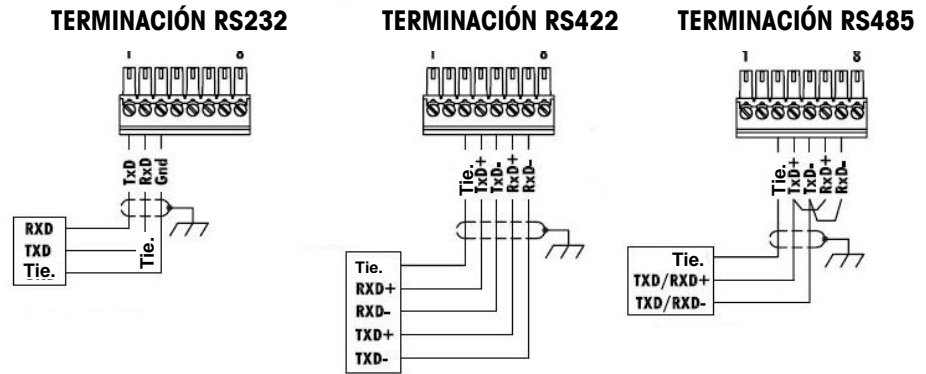 TERMINACIÓN RS232
1 8
TxD
RxD
Gnd
RXD
TXD
Tie.
Tie.
TERMINACIÓN RS422
1 8
Tie.
TxD+
TxD-
RxD+
RxD-
Tie.
RXD+
RXD-
TXD+
TXD-
TERMINACIÓN RS485
1 8
Tie.
TxD+
TxD-
RxD+
RxD-
Tie.
TXD/RXD+
TXD/RXD-